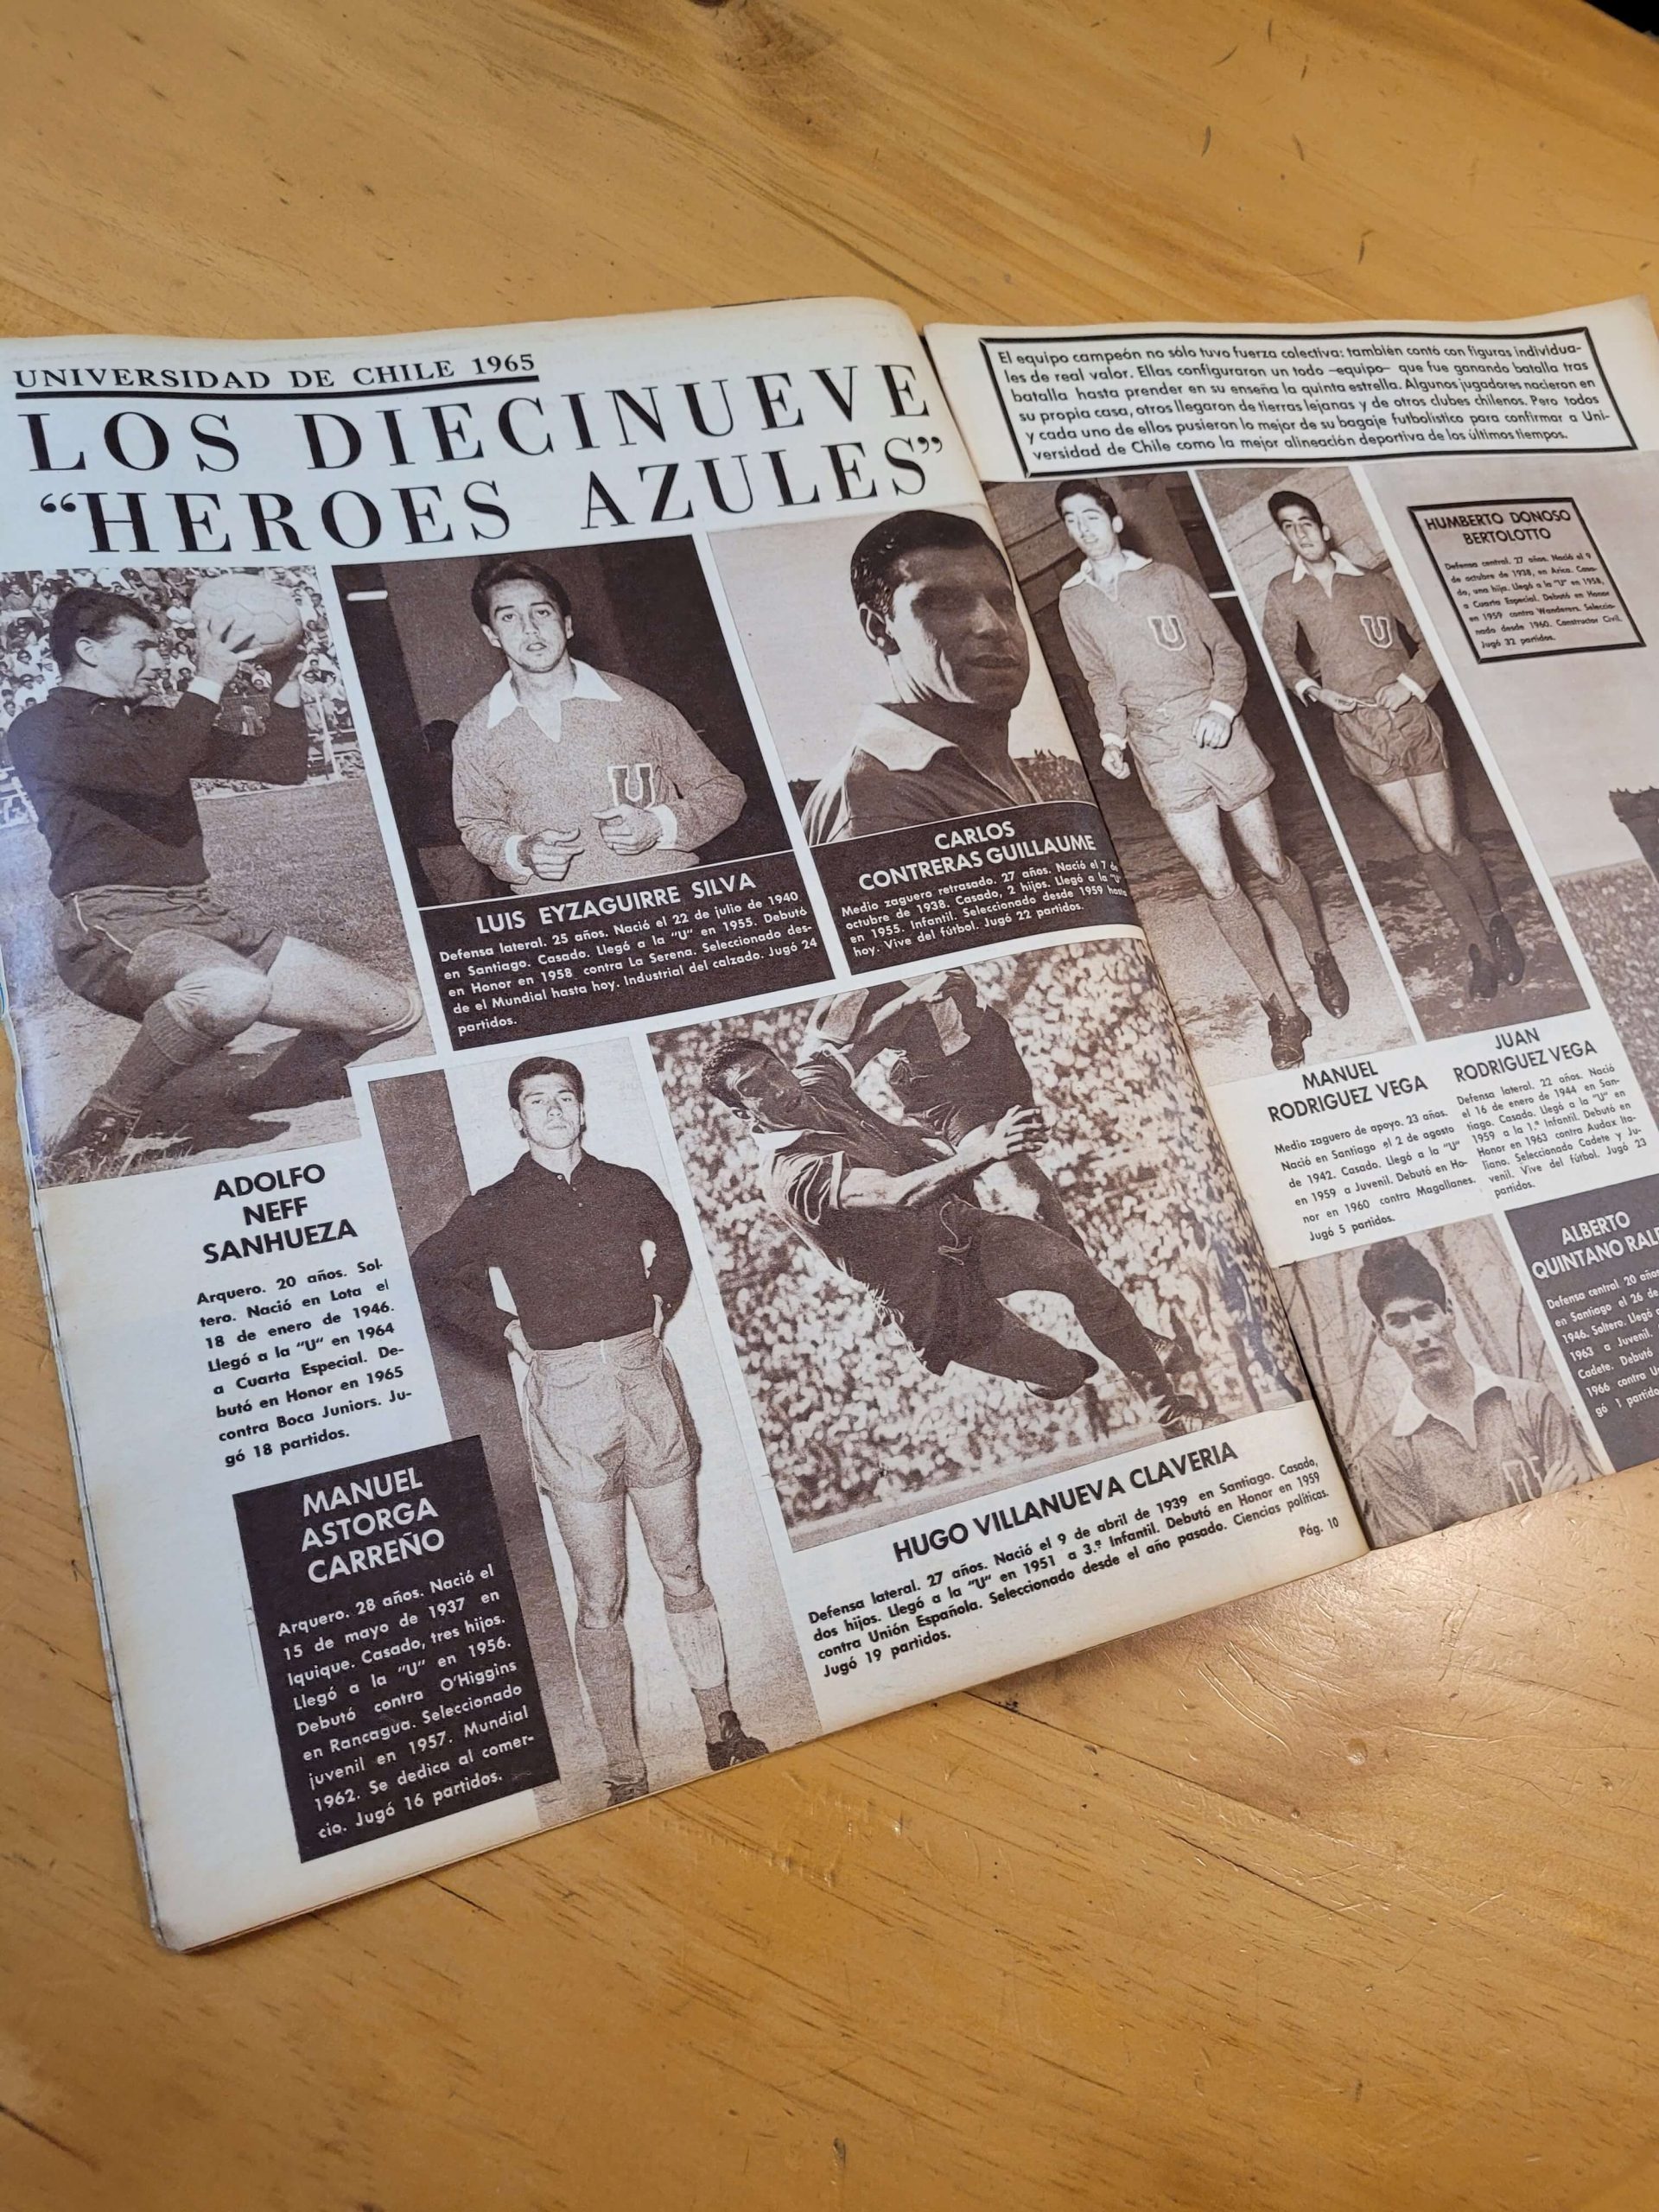 UNIVERSIDAD DE CHILE 1965
LOS DIECINUEVE
“HEROES AZULES”
LUIS EYZAGUIRRE SILVA
Defensa lateral. 25 años. Nació el 22 de julio de 1940,
en Santiago. Casado. Llegó a la "U" en 1955. Debutó
en Honor en 1958 contra La Serena. Seleccionado des-
de el Mundial hasta hoy. Industrial del calzado. Jugó 24
partidos.
CARLOS
CONTRERAS GUILLAUME
Medio zaguero retrasado. 27 años. Nació el 7 de
octubre de 1938. Casado, 2 hijos. Llegó a la "U"
en 1955. Infantil. Seleccionado desde 1959 hasta
hoy. Vive del fútbol. Jugó 22 partidos.
ADOLFO
NEFF
SANHUEZA
Arquero. 20 años. Sol-
tero. Nació en Lota el
18 de enero de 1946.
Llegó a la "U" en 1964
a Cuarta Especial. De-
butó en Honor en 1965
contra Boca Juniors. Ju-
gó 18 partidos.
MANUEL
ASTORGA
CARREÑO
Arquero. 28 años. Nació el
15 de mayo de 1937 en
Iquique. Casado, tres hijos.
Llegó a la "U" en 1956.
Debutó contra O'Higgins
en Rancagua. Seleccionado
juvenil en 1957. Mundial
1962. Se dedica al comer-
cio. Jugó 16 partidos.
HUGO VILLANUEVA CLAVERIA
Defensa lateral. 27 años. Nació el 9 de abril de 1939 en Santiago. Casado,
dos hijos. Llegó a la "U" en 1951 a 3.ª Infantil. Debutó en Honor en 1959
contra Unión Española. Seleccionado desde el año pasado. Ciencias políticas.
Jugó 19 partidos.
Pág. 10
El equipo campeón no sólo tuvo fuerza colectiva: también contó con figuras individua-
les de real valor. Ellas configuraron un todo —equipo— que fue ganando batalla tras
batalla hasta prender en su enseña la quinta estrella. Algunos jugadores nacieron en
su propia casa, otros llegaron de tierras lejanas y de otros clubes chilenos. Pero todos
y cada uno de ellos pusieron lo mejor de su bagaje futbolístico para confirmar a Uni-
versidad de Chile como la mejor alineación deportiva de los últimos tiempos.
HUMBERTO DONOSO
BERTOLOTTO
Defensa central. 27 años. Nació el 9
de octubre de 1938, en Arica. Casa-
do, una hija. Llegó a la "U" en 1958,
a Cuarta Especial. Debutó en Honor
en 1959 contra Wanderers. Seleccio-
nado desde 1960. Constructor Civil.
Jugó 32 partidos.
MANUEL
RODRIGUEZ VEGA
Medio zaguero de apoyo. 23 años.
Nació en Santiago el 2 de agosto
de 1942. Casado. Llegó a la "U"
en 1959 a Juvenil. Debutó en Ho-
nor en 1960 contra Magallanes.
Jugó 5 partidos.
JUAN
RODRIGUEZ VEGA
Defensa lateral. 22 años. Nació
el 16 de enero de 1944 en San-
tiago. Casado. Llegó a la "U" en
1959 a la 1.ª Infantil. Debutó en
Honor en 1963 contra Audax Ita-
liano. Seleccionado Cadete y Ju-
venil. Vive del fútbol. Jugó 23
partidos.
ALBERTO
QUINTANO
Defensa central. 20 años
en Santiago el 26 de
1946. Soltero. Llegó
1963 a Juvenil.
Cadete. Debutó
1966 contra
gó 1
U
U
U